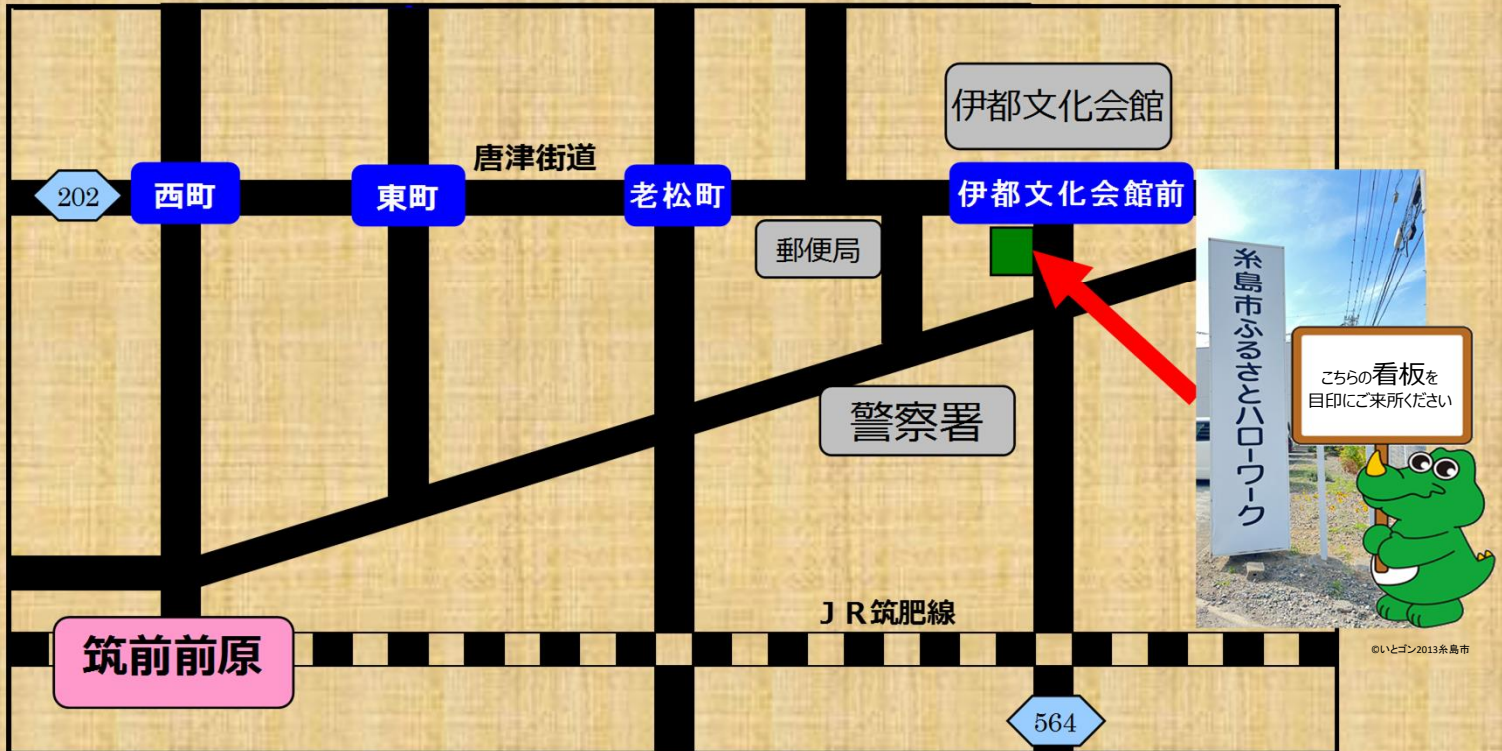 伊都文化会館
唐津街道
202
西町
東町
老松町
伊都文化会館前
郵便局
糸島市ふるさとハローワーク
こちらの看板を
目印にご来所ください
警察署
JR筑肥線
筑前前原
©いとゴン2013糸島市
564